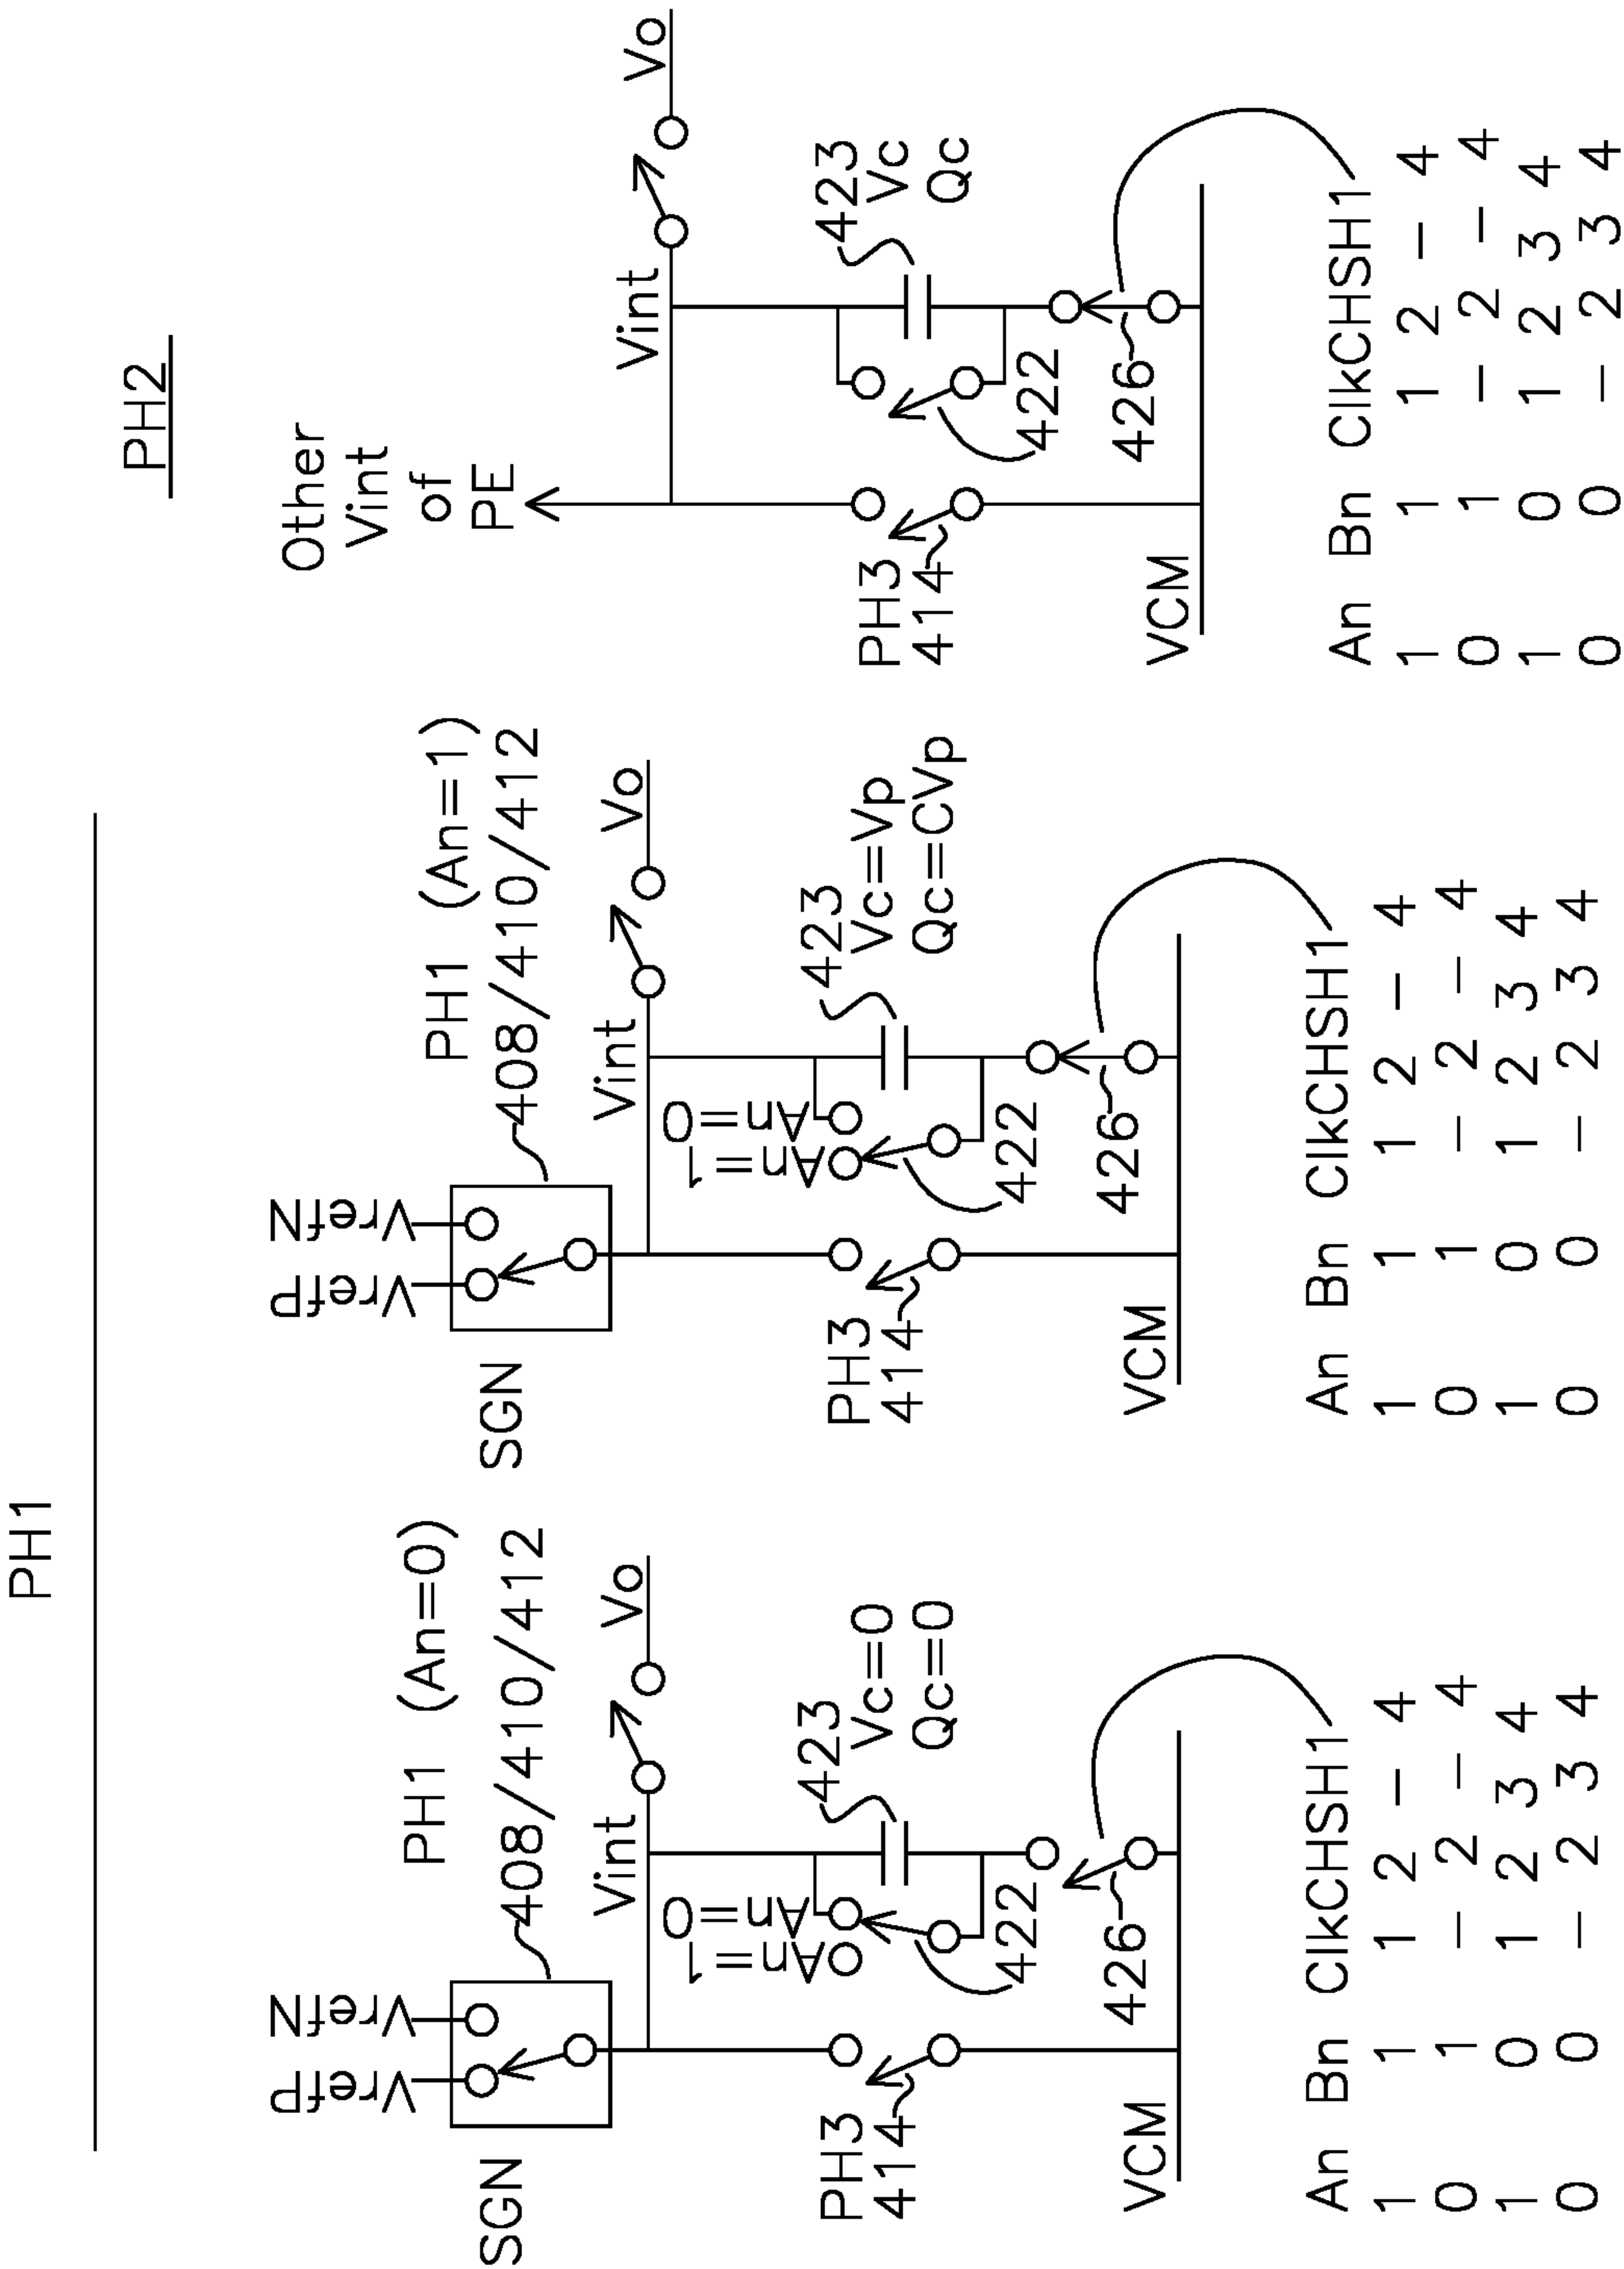 PH1
PH1 (An=0)
408/410/412
VrefP
VrefN
SGN
Vint
Vo
An=1
An=0
423
Vc=0
Qc=0
PH3
414
422
426
VCM
An Bn ClkCHSH1
1 1 1 2 – 4
0 1 – 2 – 4
1 0 1 2 3 4
0 0 – 2 3 4
PH1 (An=1)
408/410/412
VrefP
VrefN
SGN
Vint
Vo
An=1
An=0
423
Vc=Vp
Qc=CVp
PH3
414
422
426
VCM
An Bn ClkCHSH1
1 1 1 2 – 4
0 1 – 2 – 4
1 0 1 2 3 4
0 0 – 2 3 4
PH2
Other
Vint
of
PE
Vint
Vo
423
Vc
Qc
PH3
414
422
426
VCM
An Bn ClkCHSH1
1 1 1 2 – 4
0 1 – 2 – 4
1 0 1 2 3 4
0 0 – 2 3 4